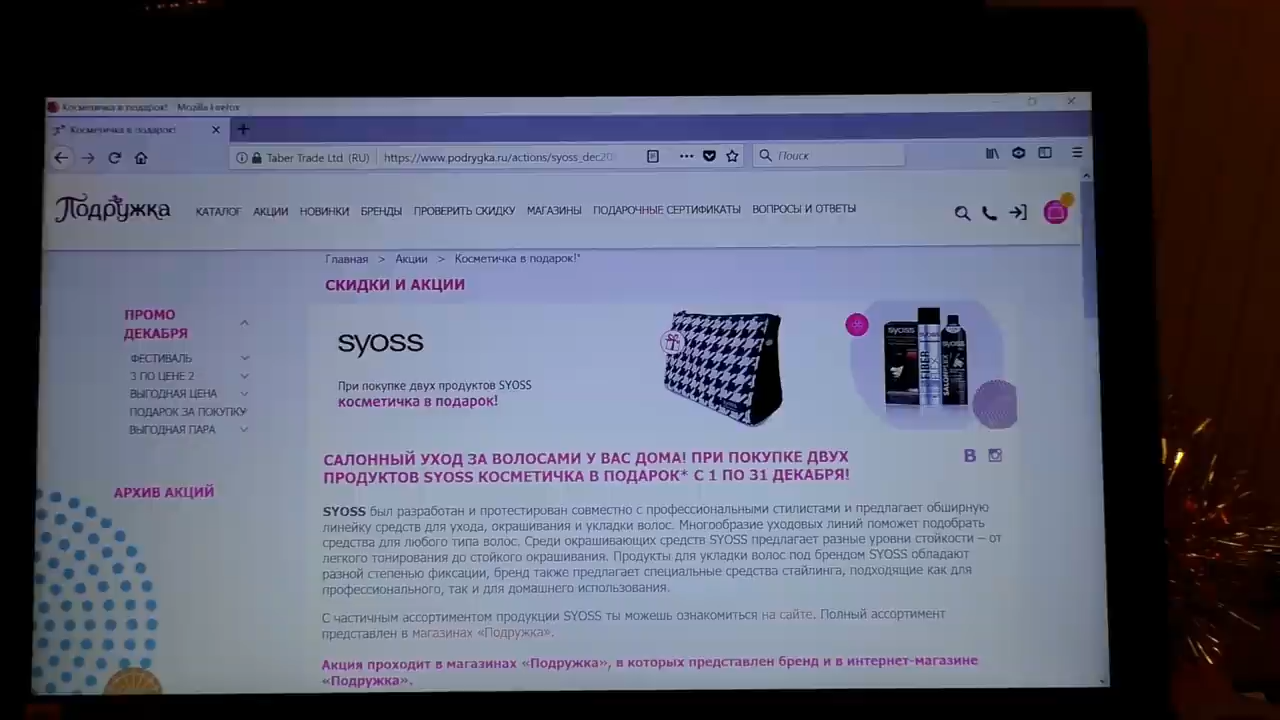 Косметичка в подарок! - Mozilla Firefox
Косметичка в подарок!
Taber Trade Ltd (RU)
https://www.podrygka.ru/actions/syoss_dec20
Поиск
Подружка
КАТАЛОГ АКЦИИ НОВИНКИ БРЕНДЫ ПРОВЕРИТЬ СКИДКУ МАГАЗИНЫ ПОДАРОЧНЫЕ СЕРТИФИКАТЫ ВОПРОСЫ И ОТВЕТЫ
Главная > Акции > Косметичка в подарок!*
СКИДКИ И АКЦИИ
ПРОМО
ДЕКАБРЯ
ФЕСТИВАЛЬ
3 ПО ЦЕНЕ 2
ВЫГОДНАЯ ЦЕНА
ПОДАРОК ЗА ПОКУПКУ
ВЫГОДНАЯ ПАРА
АРХИВ АКЦИЙ
syoss
При покупке двух продуктов SYOSS
косметичка в подарок!
syoss
FIBER
FLEX
syoss
SALONPLEX
САЛОННЫЙ УХОД ЗА ВОЛОСАМИ У ВАС ДОМА! ПРИ ПОКУПКЕ ДВУХ
ПРОДУКТОВ SYOSS КОСМЕТИЧКА В ПОДАРОК* С 1 ПО 31 ДЕКАБРЯ!
SYOSS был разработан и протестирован совместно с профессиональными стилистами и предлагает обширную
линейку средств для ухода, окрашивания и укладки волос. Многообразие уходовых линий поможет подобрать
средства для любого типа волос. Среди окрашивающих средств SYOSS предлагает разные уровни стойкости – от
легкого тонирования до стойкого окрашивания. Продукты для укладки волос под брендом SYOSS обладают
разной степенью фиксации, бренд также предлагает специальные средства стайлинга, подходящие как для
профессионального, так и для домашнего использования.
С частичным ассортиментом продукции SYOSS ты можешь ознакомиться на сайте. Полный ассортимент
представлен в магазинах «Подружка».
Акция проходит в магазинах «Подружка», в которых представлен бренд и в интернет-магазине
«Подружка».